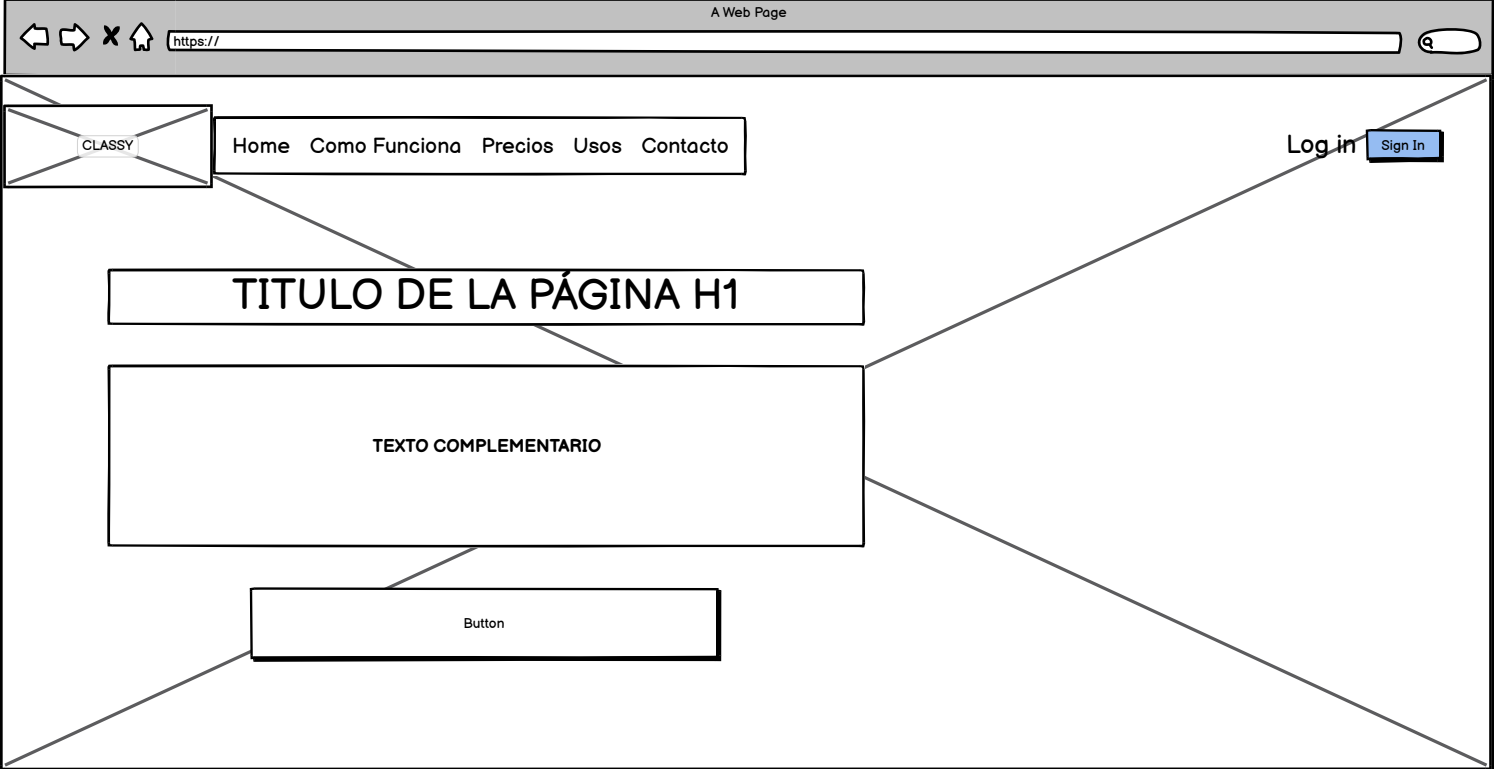 A Web Page
https://
CLASSY
Home Como Funciona Precios Usos Contacto
Log in Sign In
TITULO DE LA PÁGINA H1
TEXTO COMPLEMENTARIO
Button